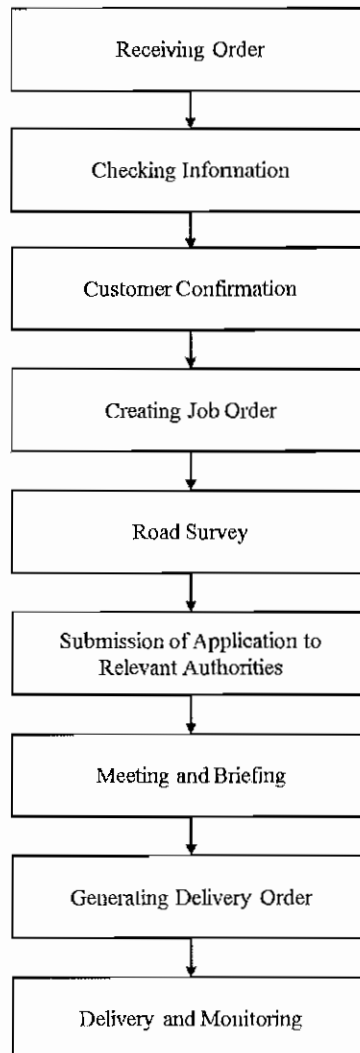 Receiving Order
Checking Information
Customer Confirmation
Creating Job Order
Road Survey
Submission of Application to
Relevant Authorities
Meeting and Briefing
Generating Delivery Order
Delivery and Monitoring